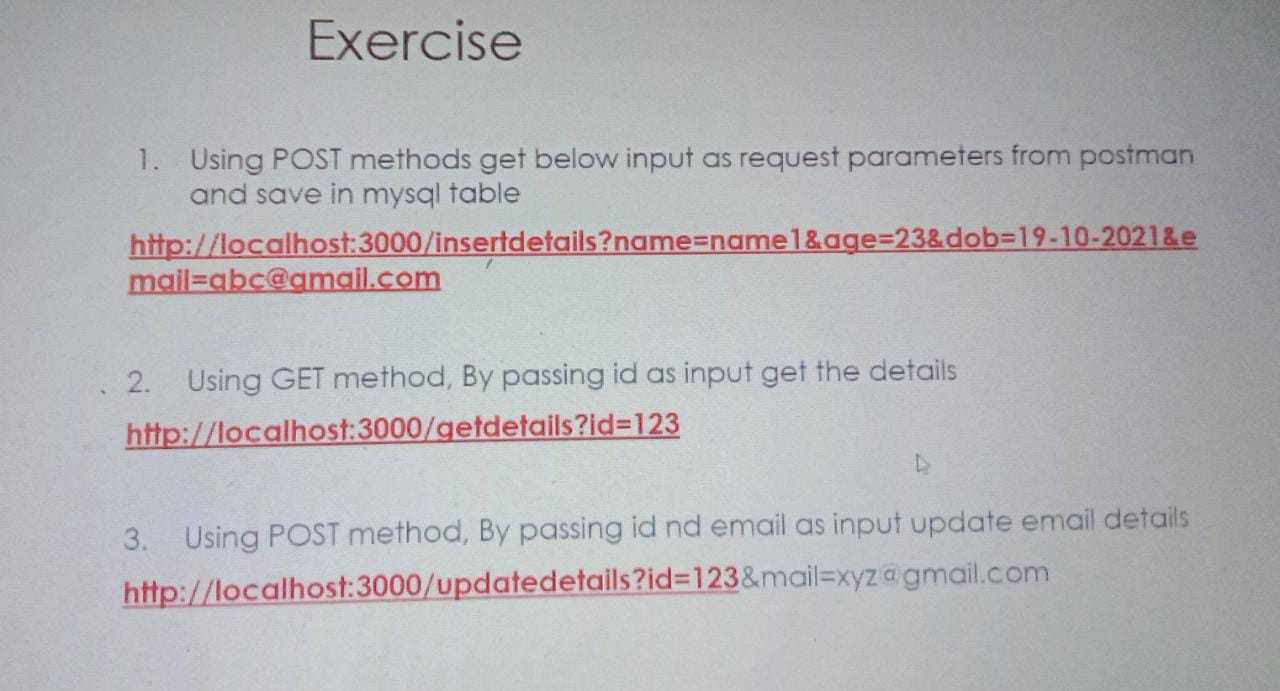 Exercise
1. Using POST methods get below input as request parameters from postman
and save in mysql table
http://localhost:3000/insertdetails?name=name1&age=23&dob=19-10-2021&e
mail=abc@gmail.com
2. Using GET method, By passing id as input get the details
http://localhost:3000/getdetails?id=123
3. Using POST method, By passing id nd email as input update email details
http://localhost:3000/updatedetails?id=123&mail=xyz@gmail.com